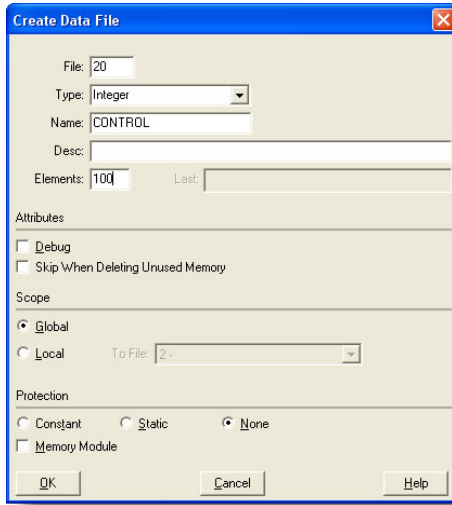 Create Data File
File: 20
Type: Integer
Name: CONTROL
Desc:
Elements: 100 Last:
Attributes
Debug
Skip When Deleting Unused Memory
Scope
Global
Local To File: 2 -
Protection
Constant Static None
Memory Module
OK Cancel Help